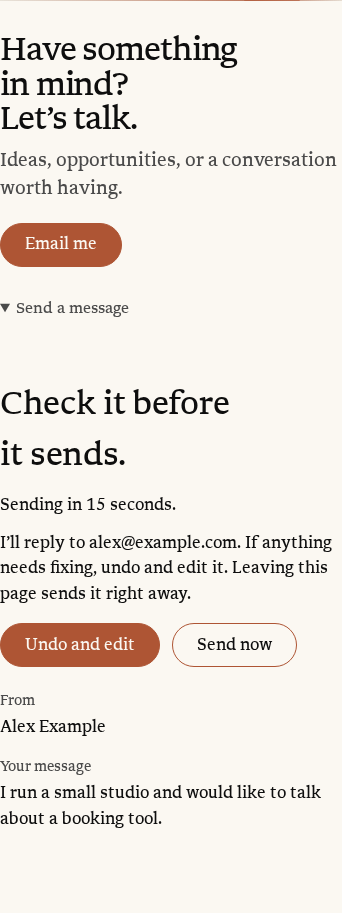 Have something
in mind?
Let’s talk.
Ideas, opportunities, or a conversation
worth having.
Email me
Send a message
Check it before
it sends.
Sending in 15 seconds.
I’ll reply to alex@example.com. If anything
needs fixing, undo and edit it. Leaving this
page sends it right away.
Undo and edit
Send now
From
Alex Example
Your message
I run a small studio and would like to talk
about a booking tool.